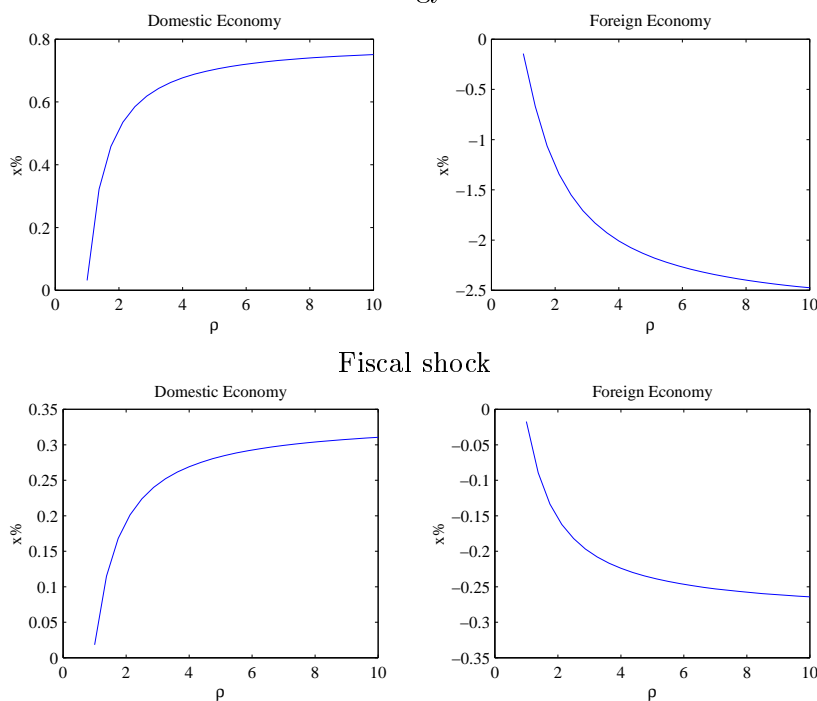 Domestic Economy
Foreign Economy
0.8
0.6
0.4
0.2
0
x%
0 2 4 6 8 10
ρ
0
−0.5
−1
−1.5
−2
−2.5
x%
0 2 4 6 8 10
ρ
Fiscal shock
Domestic Economy
Foreign Economy
0.35
0.3
0.25
0.2
0.15
0.1
0.05
0
x%
0 2 4 6 8 10
ρ
0
−0.05
−0.1
−0.15
−0.2
−0.25
−0.3
−0.35
x%
0 2 4 6 8 10
ρ